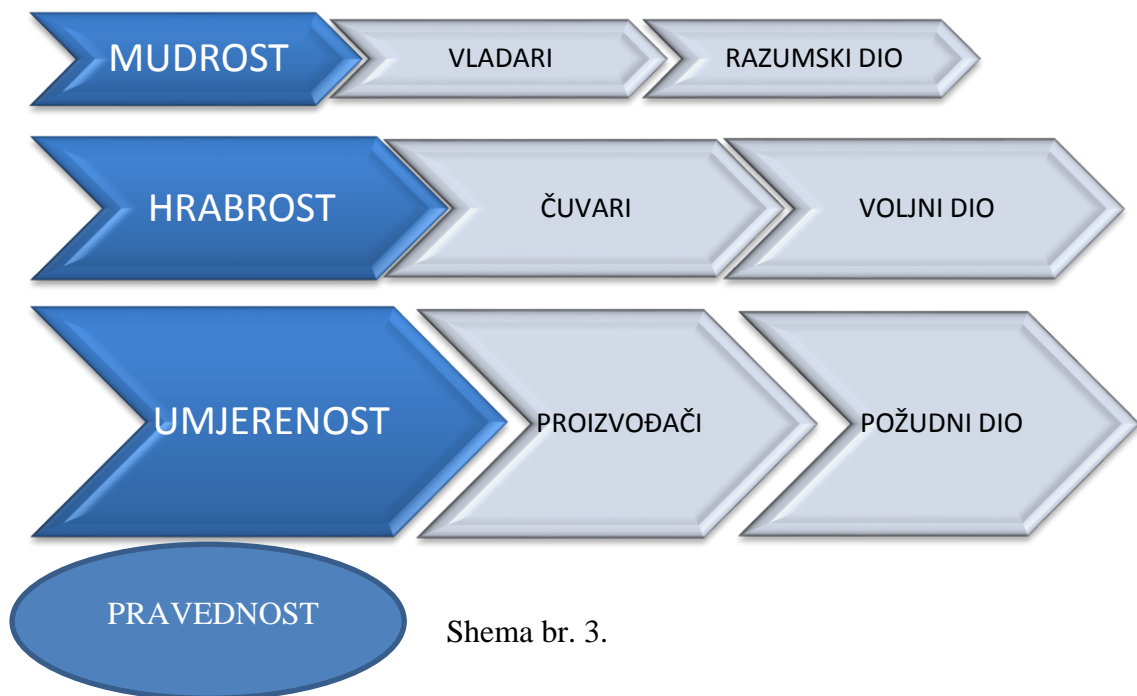 MUDROST
VLADARI
RAZUMSKI DIO
HRABROST
ČUVARI
VOLJNI DIO
UMJERENOST
PROIZVOĐAČI
POŽUDNI DIO
PRAVEDNOST
Shema br. 3.